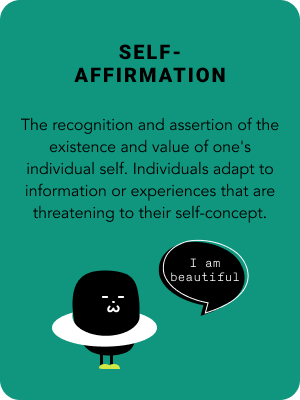 SELF-
AFFIRMATION
The recognition and assertion of the
existence and value of one's
individual self. Individuals adapt to
information or experiences that are
threatening to their self-concept.
I am
beautiful